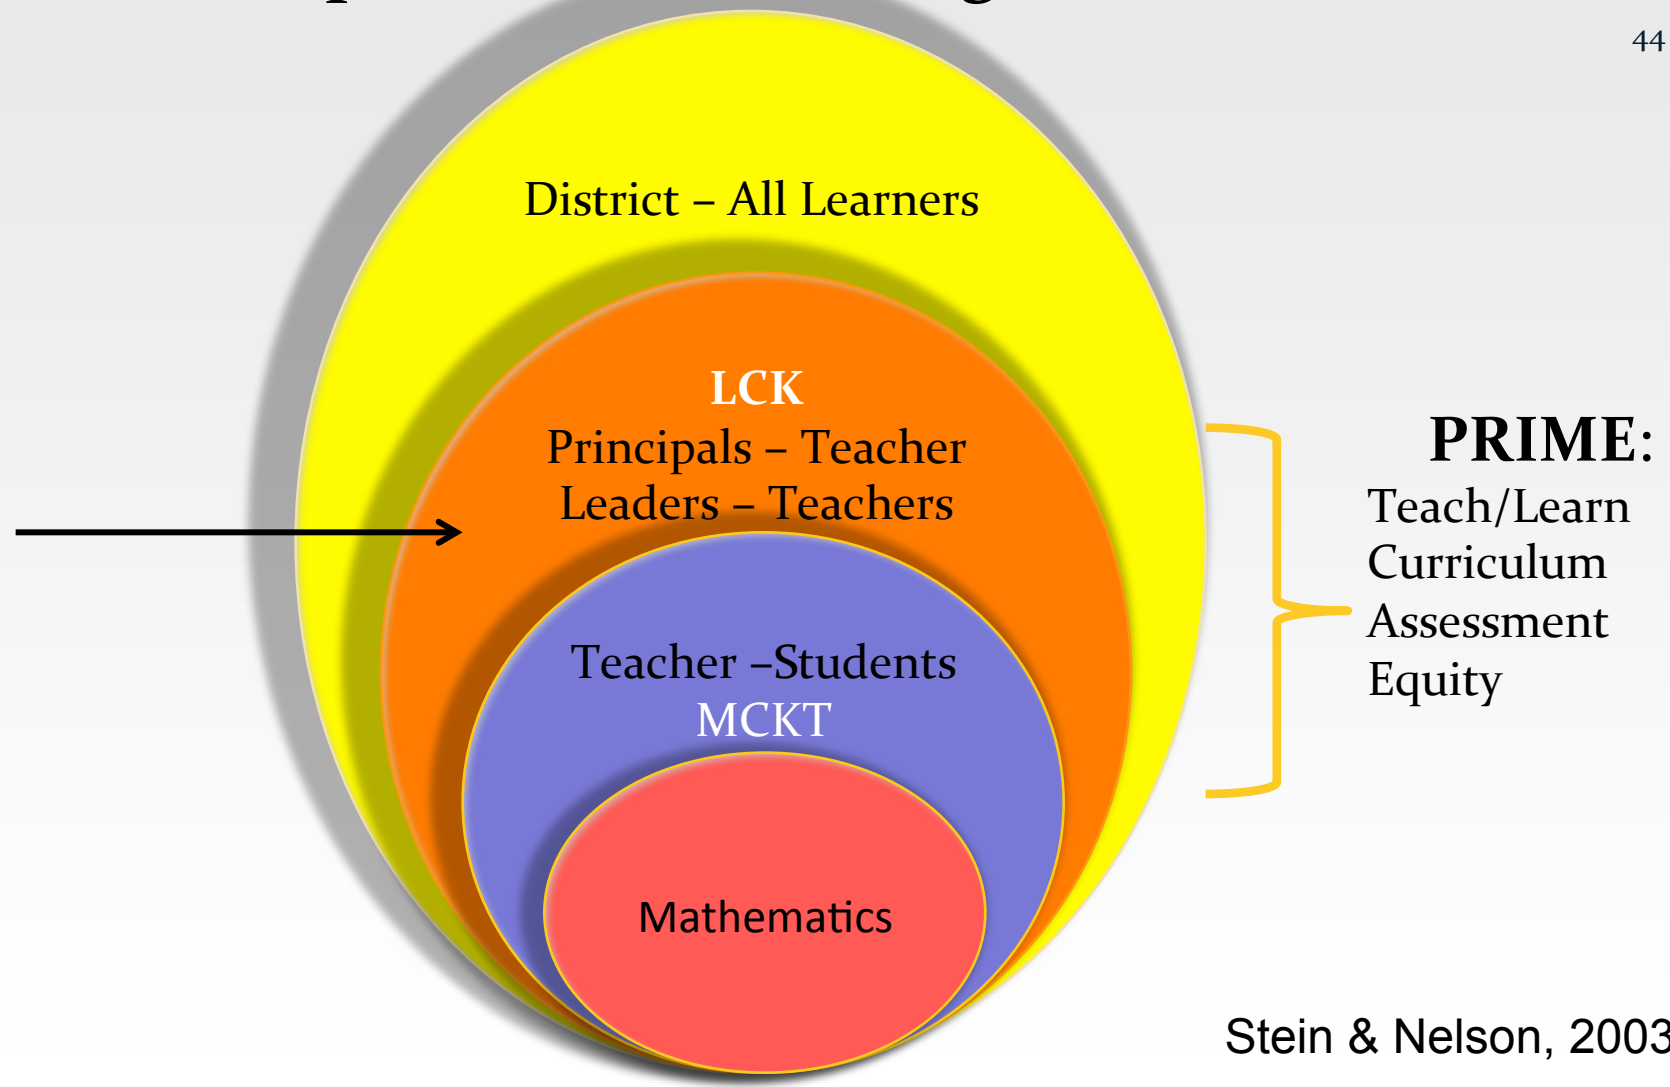 44
District – All Learners
LCK
Principals – Teacher
Leaders – Teachers
PRIME:
Teach/Learn
Curriculum
Assessment
Equity
Teacher –Students
MCKT
Mathematics
Stein & Nelson, 2003